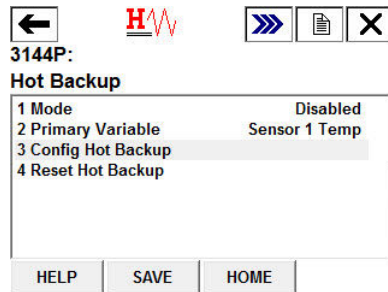 H
3144P:
Hot Backup
1 Mode Disabled
2 Primary Variable Sensor 1 Temp
3 Config Hot Backup
4 Reset Hot Backup
HELP SAVE HOME